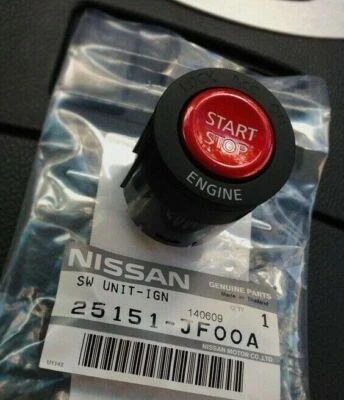 START
STOP
ENGINE
NISSAN
GENUINE PARTS
Made in Thailand
SW UNIT-IGN
140609
Q'TY
1
25151-JF00A
NISSAN MOTOR CO.,LTD.